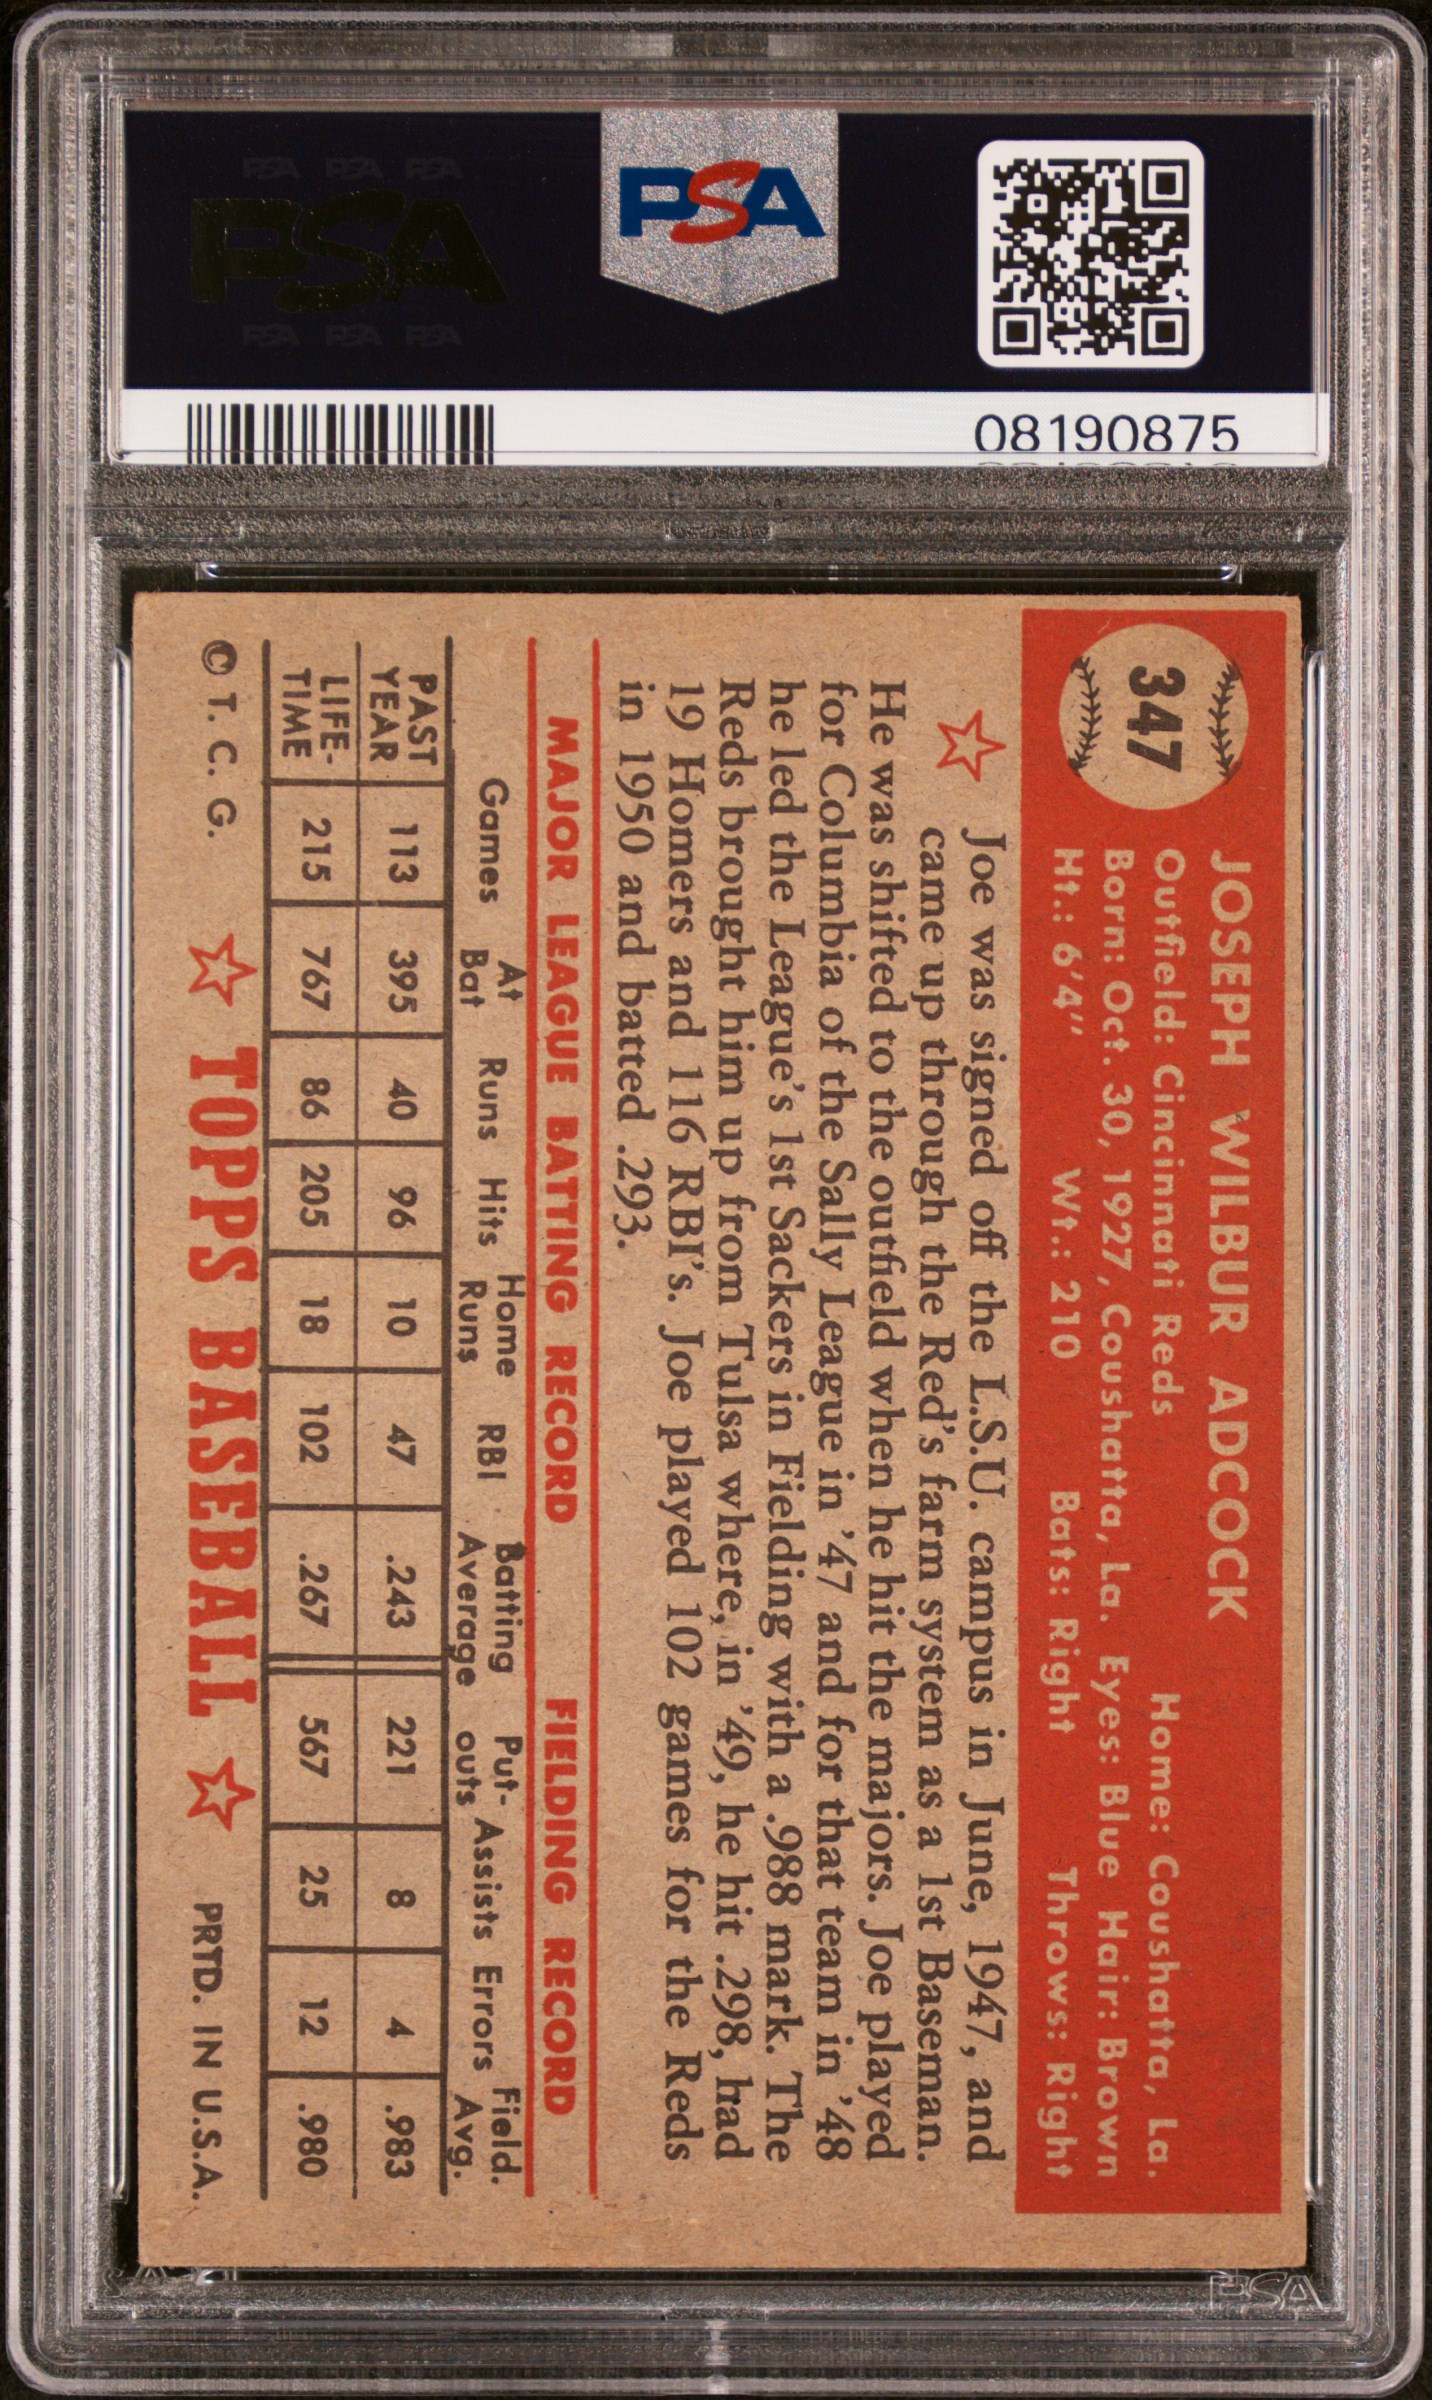 PSA PSA PSA
PSA
PSA PSA PSA
PSA
08190875
347
JOSEPH WILBUR ADCOCK
Outfield: Cincinnati Reds Home: Coushatta, La.
Born: Oct. 30, 1927, Coushatta, La. Eyes: Blue Hair: Brown
Ht.: 6'4" Wt.: 210 Bats: Right Throws: Right
Joe was signed off the L.S.U. campus in June, 1947, and
came up through the Red's farm system as a 1st Baseman.
He was shifted to the outfield when he hit the majors. Joe played
for Columbia of the Sally League in '47 and for that team in '48
he led the League's 1st Sackers in Fielding with a .988 mark. The
Reds brought him up from Tulsa where, in '49, he hit .298, had
19 Homers and 116 RBI's. Joe played 102 games for the Reds
in 1950 and batted .293.
MAJOR LEAGUE BATTING RECORD FIELDING RECORD
Games At Bat Runs Hits Home Runs RBI Batting Average Put-outs Assists Errors Field. Avg.
PAST YEAR 113 395 40 96 10 47 .243 221 8 4 .983
LIFE-TIME 215 767 86 205 18 102 .267 567 25 12 .980
© T. C. G. TOPPS BASEBALL PRTD. IN U.S.A.
PSA